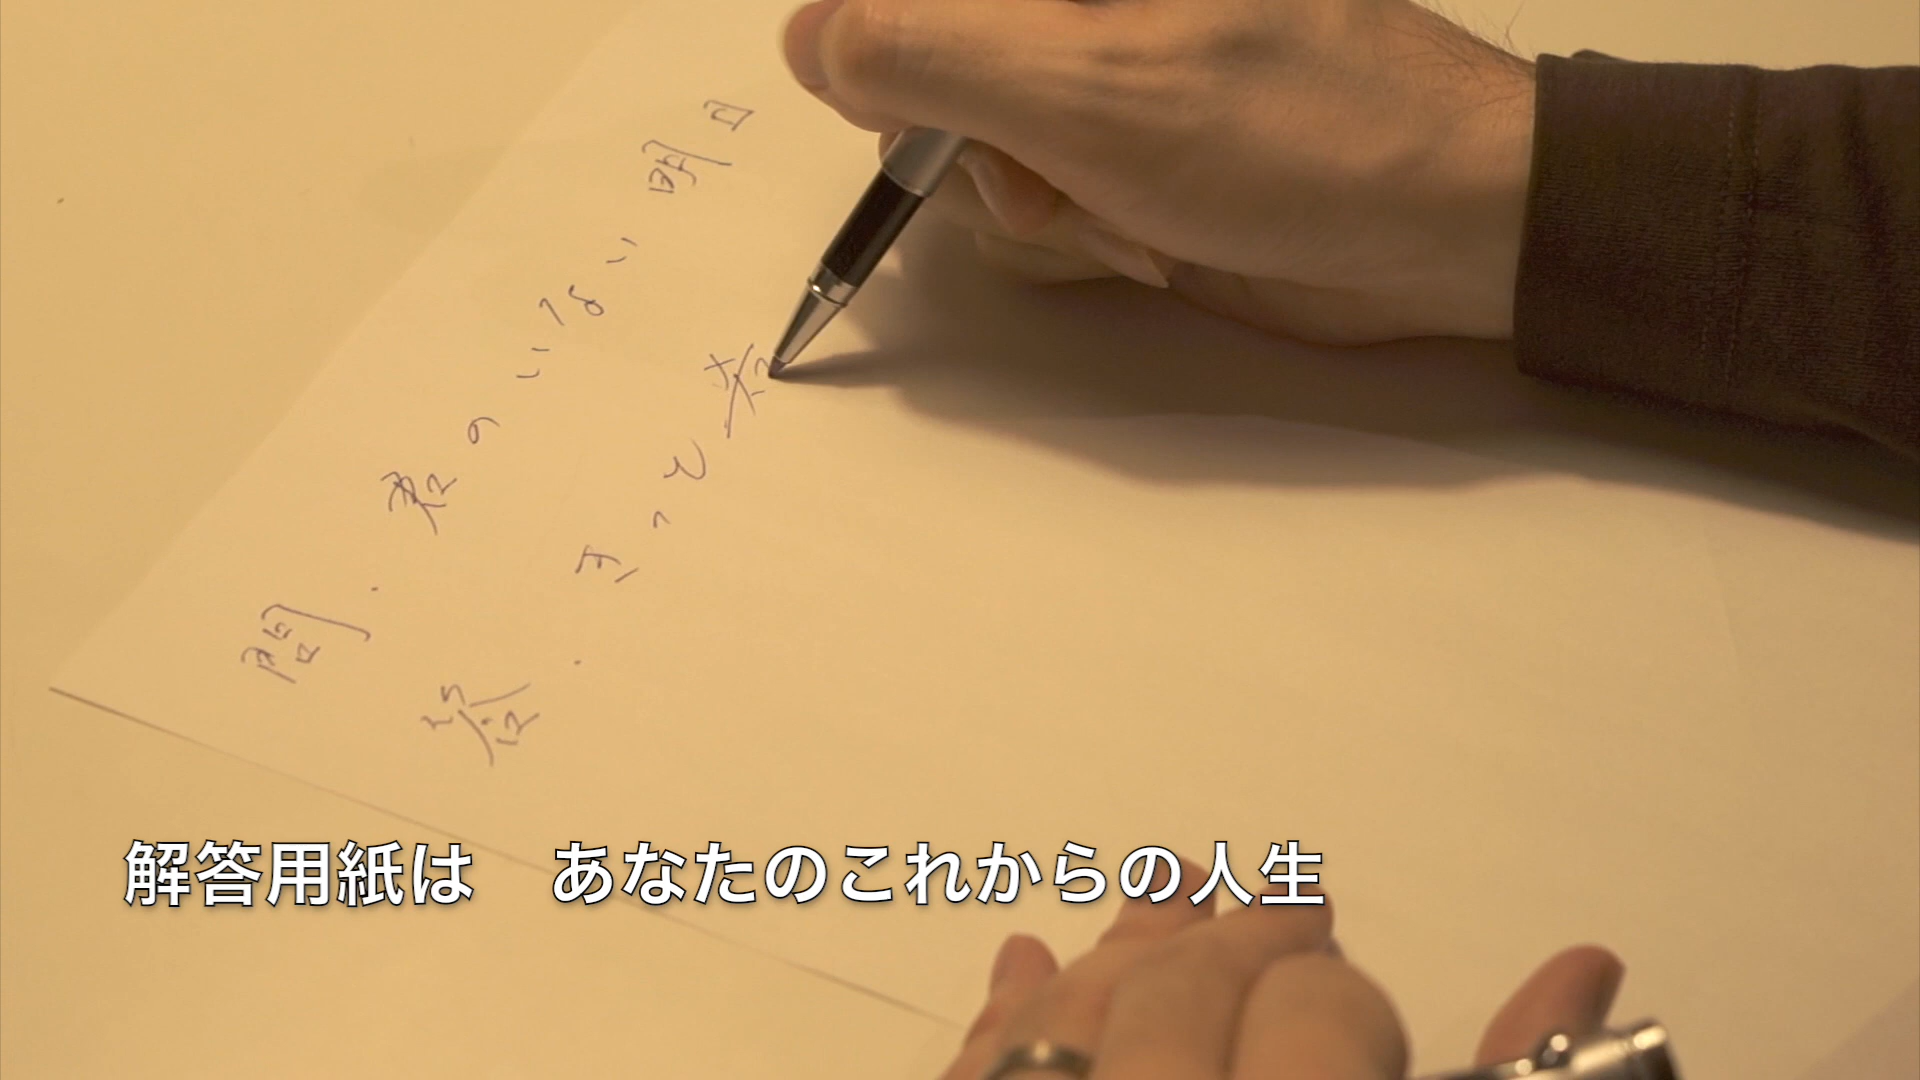 問.君のいない明日
答.きっと
解答用紙は　あなたのこれからの人生